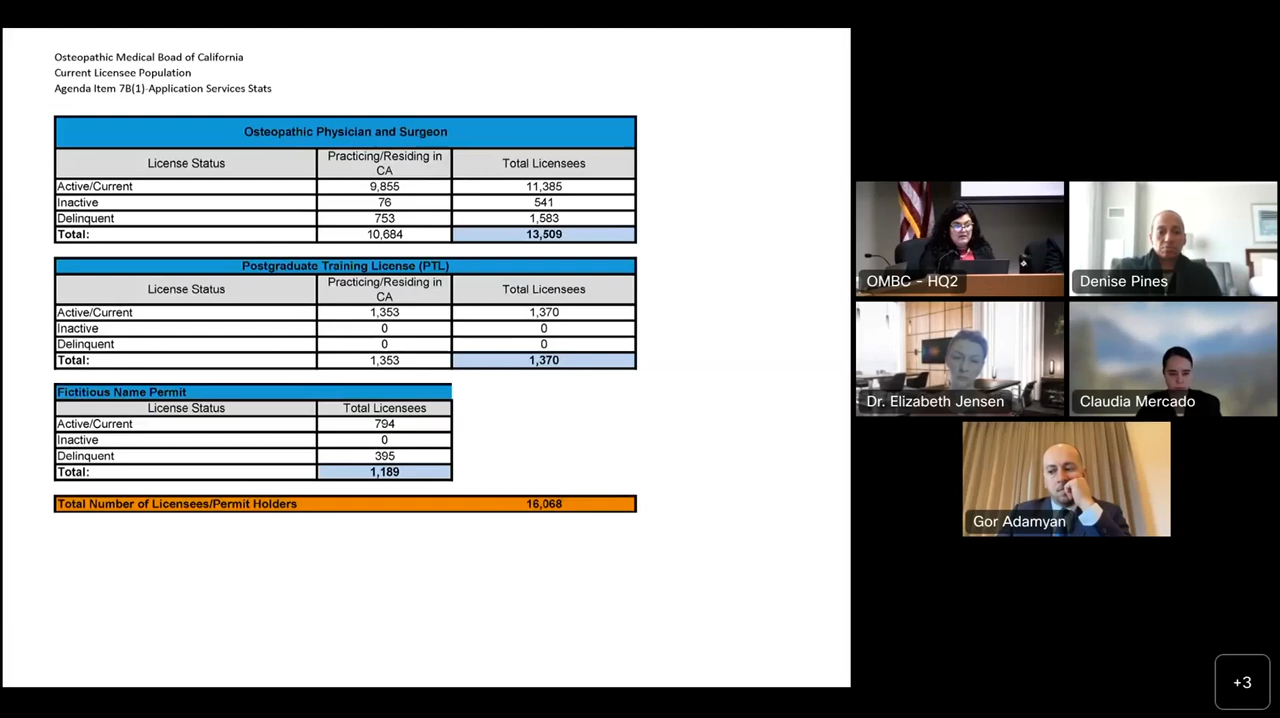 Osteopathic Medical Boad of California
Current Licensee Population
Agenda Item 7B(1)-Application Services Stats
Osteopathic Physician and Surgeon
License Status Practicing/Residing in CA Total Licensees
Active/Current 9,855 11,385
Inactive 76 541
Delinquent 753 1,583
Total: 10,684 13,509
Postgraduate Training License (PTL)
License Status Practicing/Residing in CA Total Licensees
Active/Current 1,353 1,370
Inactive 0 0
Delinquent 0 0
Total: 1,353 1,370
Fictitious Name Permit
License Status Total Licensees
Active/Current 794
Inactive 0
Delinquent 395
Total: 1,189
Total Number of Licensees/Permit Holders 16,068
OMBC - HQ2
Denise Pines
Dr. Elizabeth Jensen
Claudia Mercado
Gor Adamyan
+3